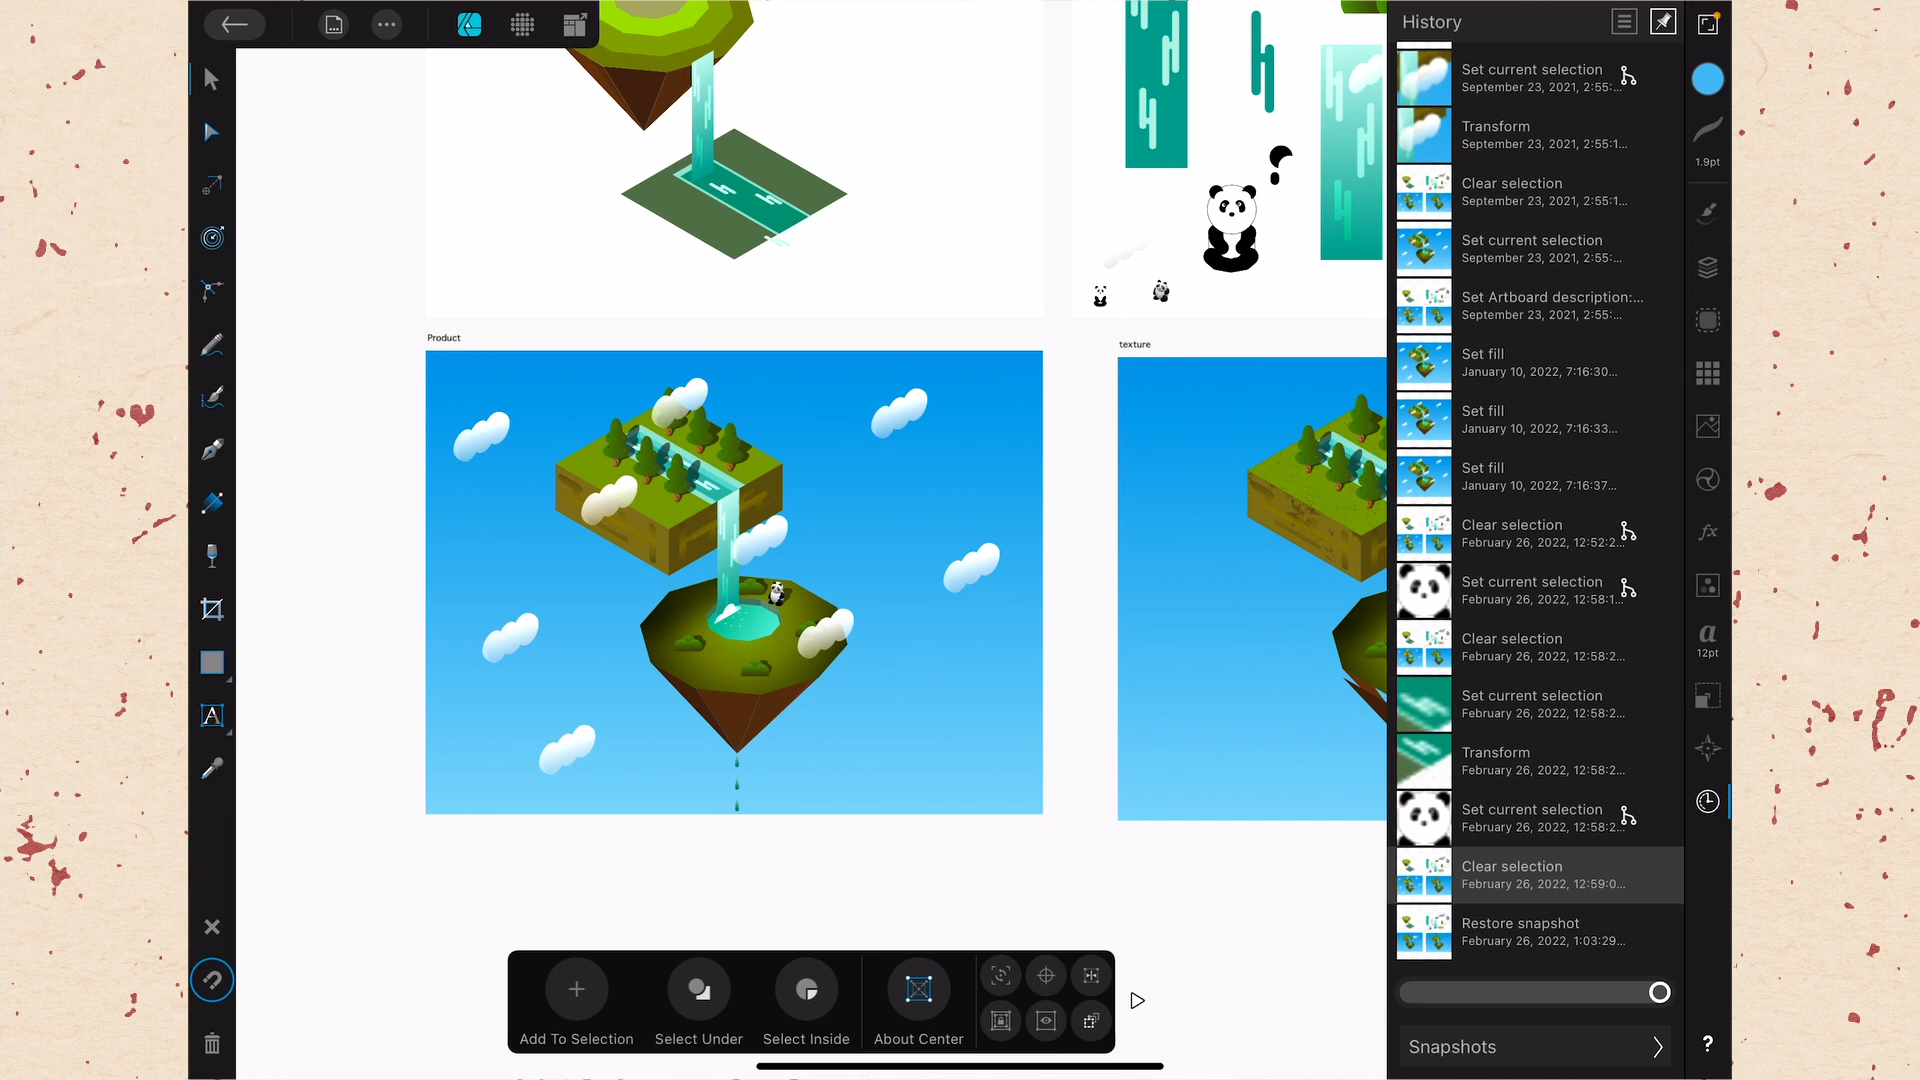 History
Set current selection
September 23, 2021, 2:55:...
Transform
September 23, 2021, 2:55:1...
Clear selection
September 23, 2021, 2:55:1...
Set current selection
September 23, 2021, 2:55:...
Set Artboard description:...
September 23, 2021, 2:55:...
Set fill
January 10, 2022, 7:16:30...
Set fill
January 10, 2022, 7:16:33...
Set fill
January 10, 2022, 7:16:37...
Clear selection
February 26, 2022, 12:52:2...
Set current selection
February 26, 2022, 12:58:1...
Clear selection
February 26, 2022, 12:58:2...
Set current selection
February 26, 2022, 12:58:2...
Transform
February 26, 2022, 12:58:2...
Set current selection
February 26, 2022, 12:58:2...
Clear selection
February 26, 2022, 12:59:0...
Restore snapshot
February 26, 2022, 1:03:29...
Snapshots
1.9pt
fx
a
12pt
?
A
Product
texture
Add To Selection
Select Under
Select Inside
About Center